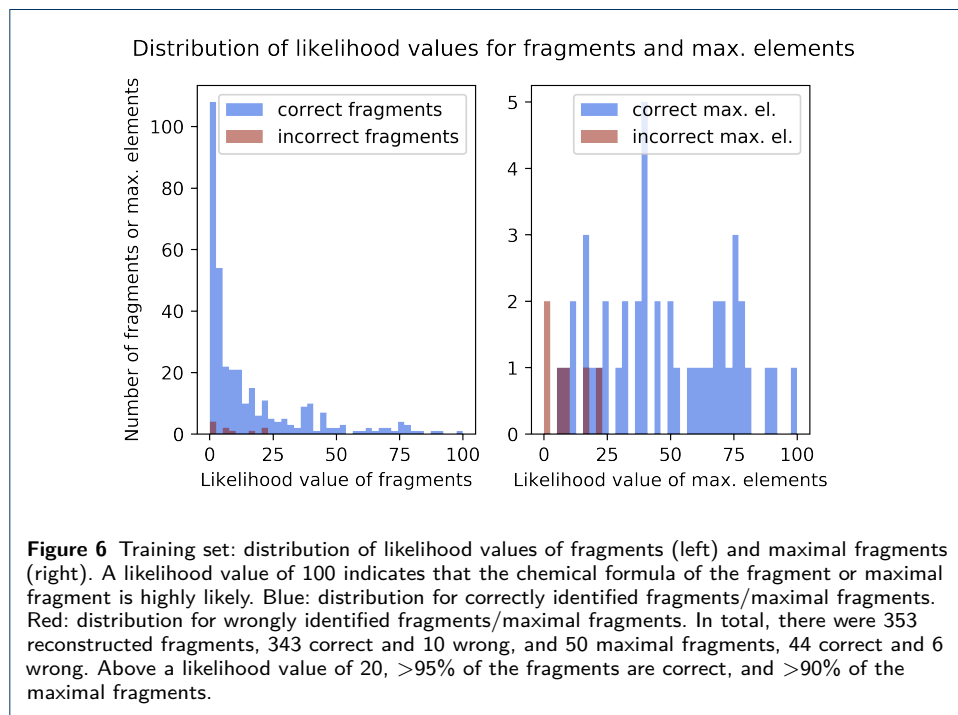 Distribution of likelihood values for fragments and max. elements
Number of fragments or max. elements
100
80
60
40
20
0
correct fragments
incorrect fragments
0 25 50 75 100
Likelihood value of fragments
5
4
3
2
1
0
correct max. el.
incorrect max. el.
0 25 50 75 100
Likelihood value of max. elements
Figure 6 Training set: distribution of likelihood values of fragments (left) and maximal fragments
(right). A likelihood value of 100 indicates that the chemical formula of the fragment or maximal
fragment is highly likely. Blue: distribution for correctly identified fragments/maximal fragments.
Red: distribution for wrongly identified fragments/maximal fragments. In total, there were 353
reconstructed fragments, 343 correct and 10 wrong, and 50 maximal fragments, 44 correct and 6
wrong. Above a likelihood value of 20, >95% of the fragments are correct, and >90% of the
maximal fragments.